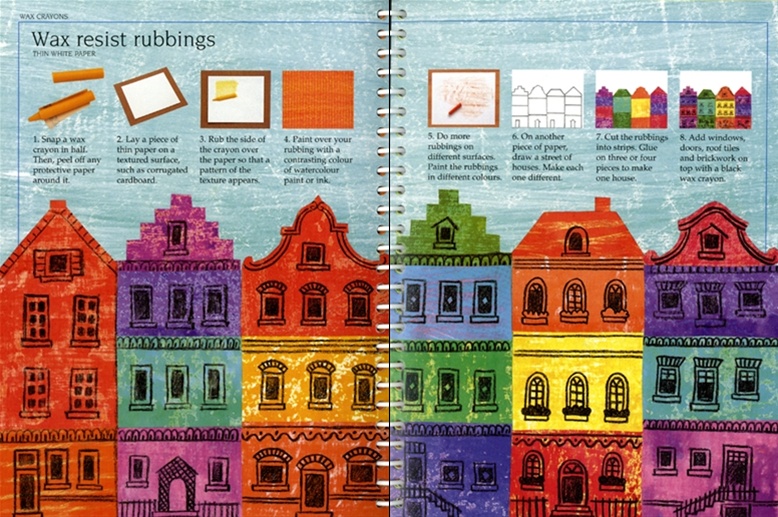 WAX CRAYONS
Wax resist rubbings
THIN WHITE PAPER
1. Snap a wax
crayon in half.
Then, peel off any
protective paper
around it.
2. Lay a piece of
thin paper on a
textured surface,
such as corrugated
cardboard.
3. Rub the side of
the crayon over
the paper so that a
pattern of the
texture appears.
4. Paint over your
rubbing with a
contrasting colour
of watercolour
paint or ink.
5. Do more
rubbings on
different surfaces.
Paint the rubbings
in different colours.
6. On another
piece of paper,
draw a street of
houses. Make each
one different.
7. Cut the rubbings
into strips. Glue
on three or four
pieces to make
one house.
8. Add windows,
doors, roof tiles
and brickwork on
top with a black
wax crayon.